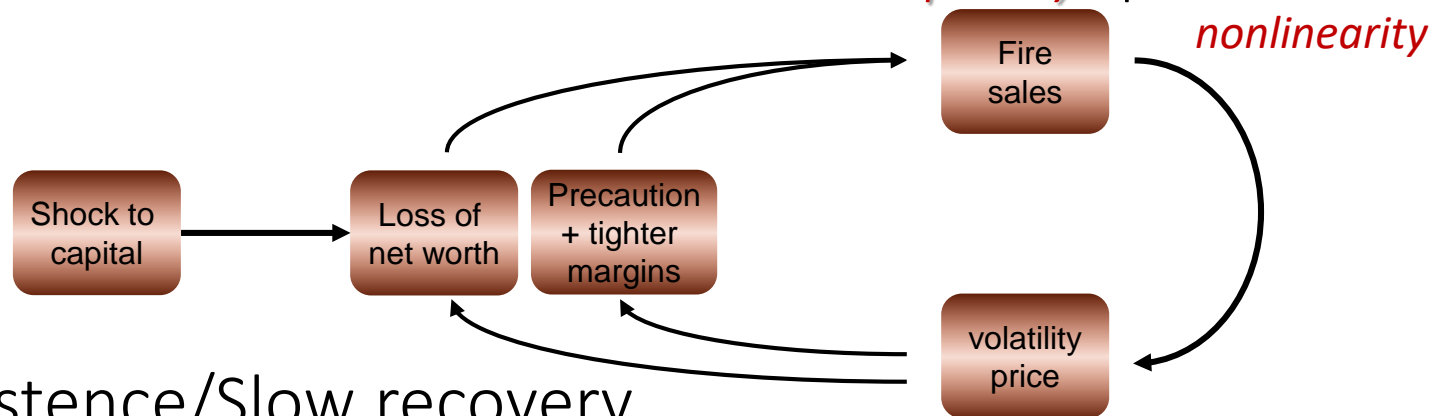 nonlinearity
Fire
sales
Shock to
capital
Loss of
net worth
Precaution
+ tighter
margins
volatility
price
stence/Slow recovery